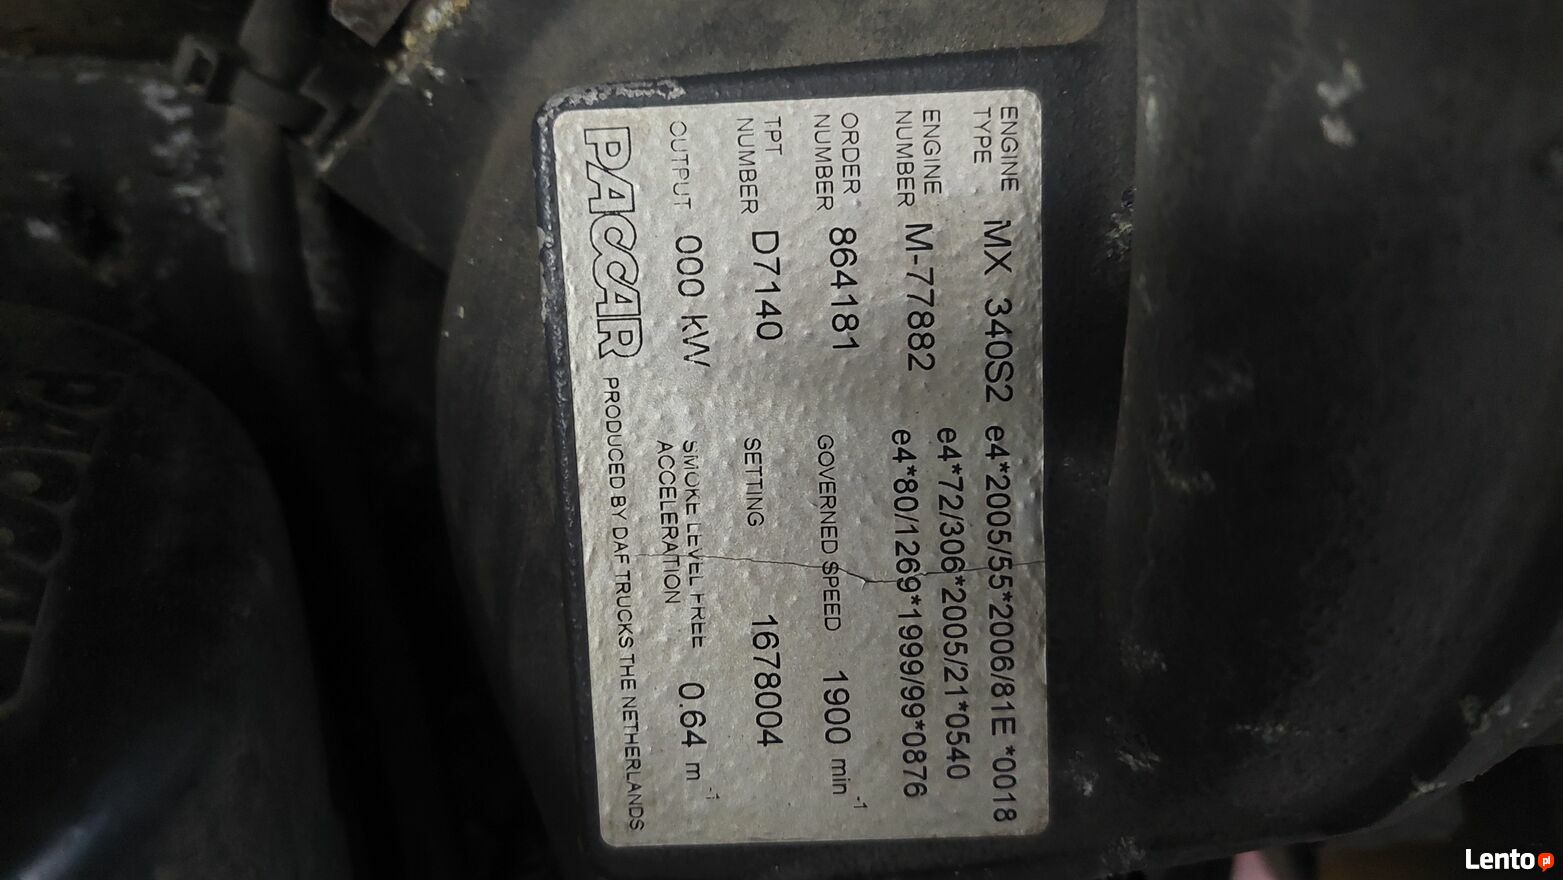 ENGINE TYPE MX 340S2 e4*2005/55*2006/81E *0018
e4*72/306*2005/21*0540
ENGINE NUMBER M-77882 e4*80/1269*1999/99*0876
ORDER NUMBER 864181 GOVERNED SPEED 1900 min-1
TPT NUMBER D7140 SETTING 1678004
OUTPUT 000 kW SMOKE LEVEL FREE ACCELERATION 0.64 m-1
PACCAR PRODUCED BY DAF TRUCKS THE NETHERLANDS
Lento pl